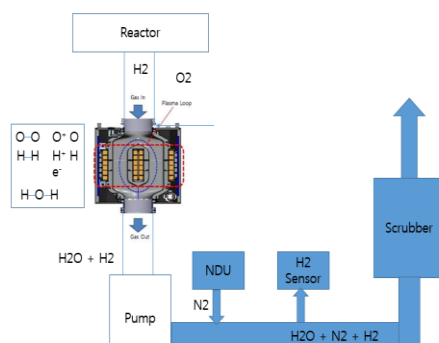 Reactor
H2
O2
Gas In
Plasma Loop
O-O O⁺ O
H-H H⁺ H
e⁻
H-O-H
Gas Out
H2O + H2
NDU
H2
Sensor
Scrubber
N2
Pump
H2O + N2 + H2